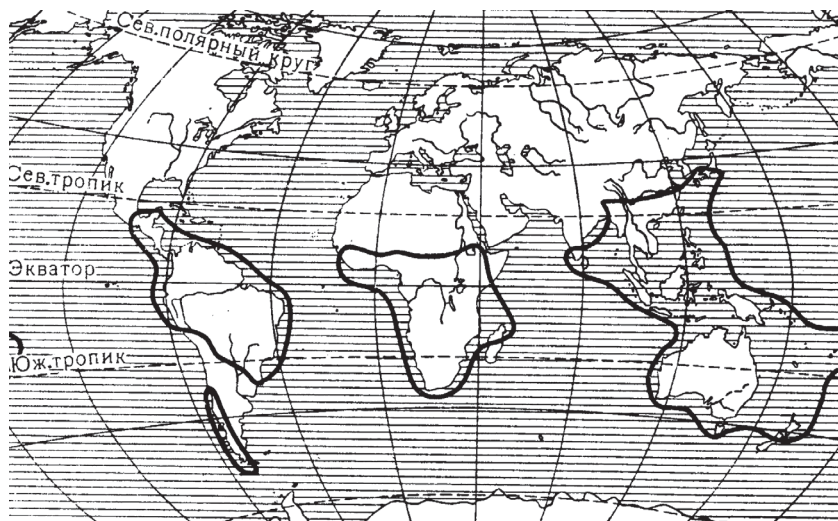 Сев.полярный круг
Сев.тропик
Экватор
Юж.тропик